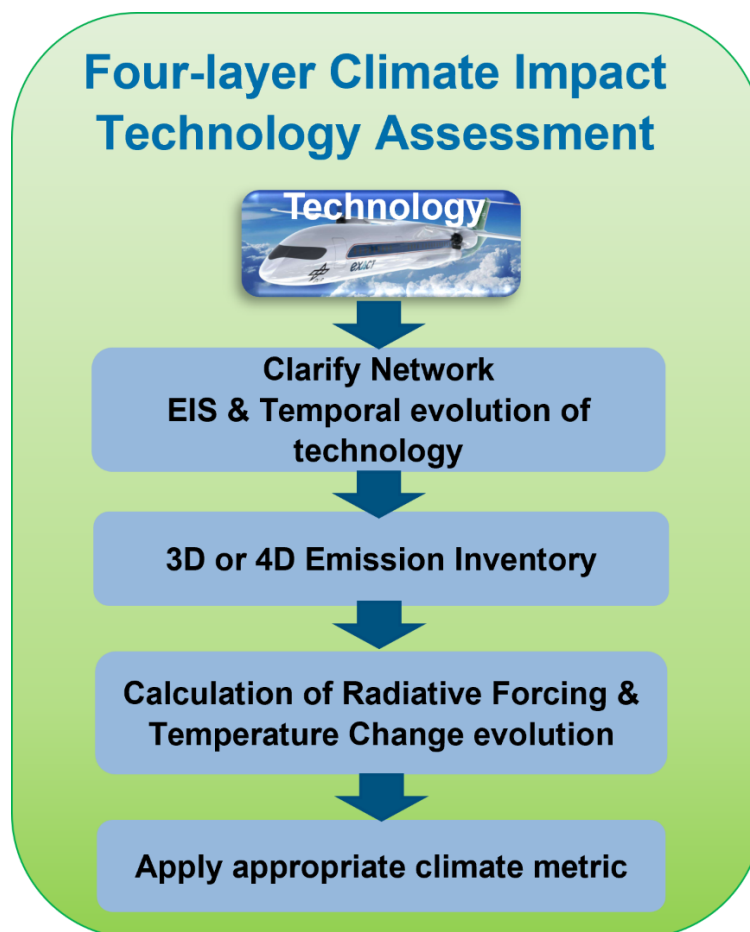 Four-layer Climate Impact
Technology Assessment
Technology
exact
Clarify Network
EIS & Temporal evolution of
technology
3D or 4D Emission Inventory
Calculation of Radiative Forcing &
Temperature Change evolution
Apply appropriate climate metric